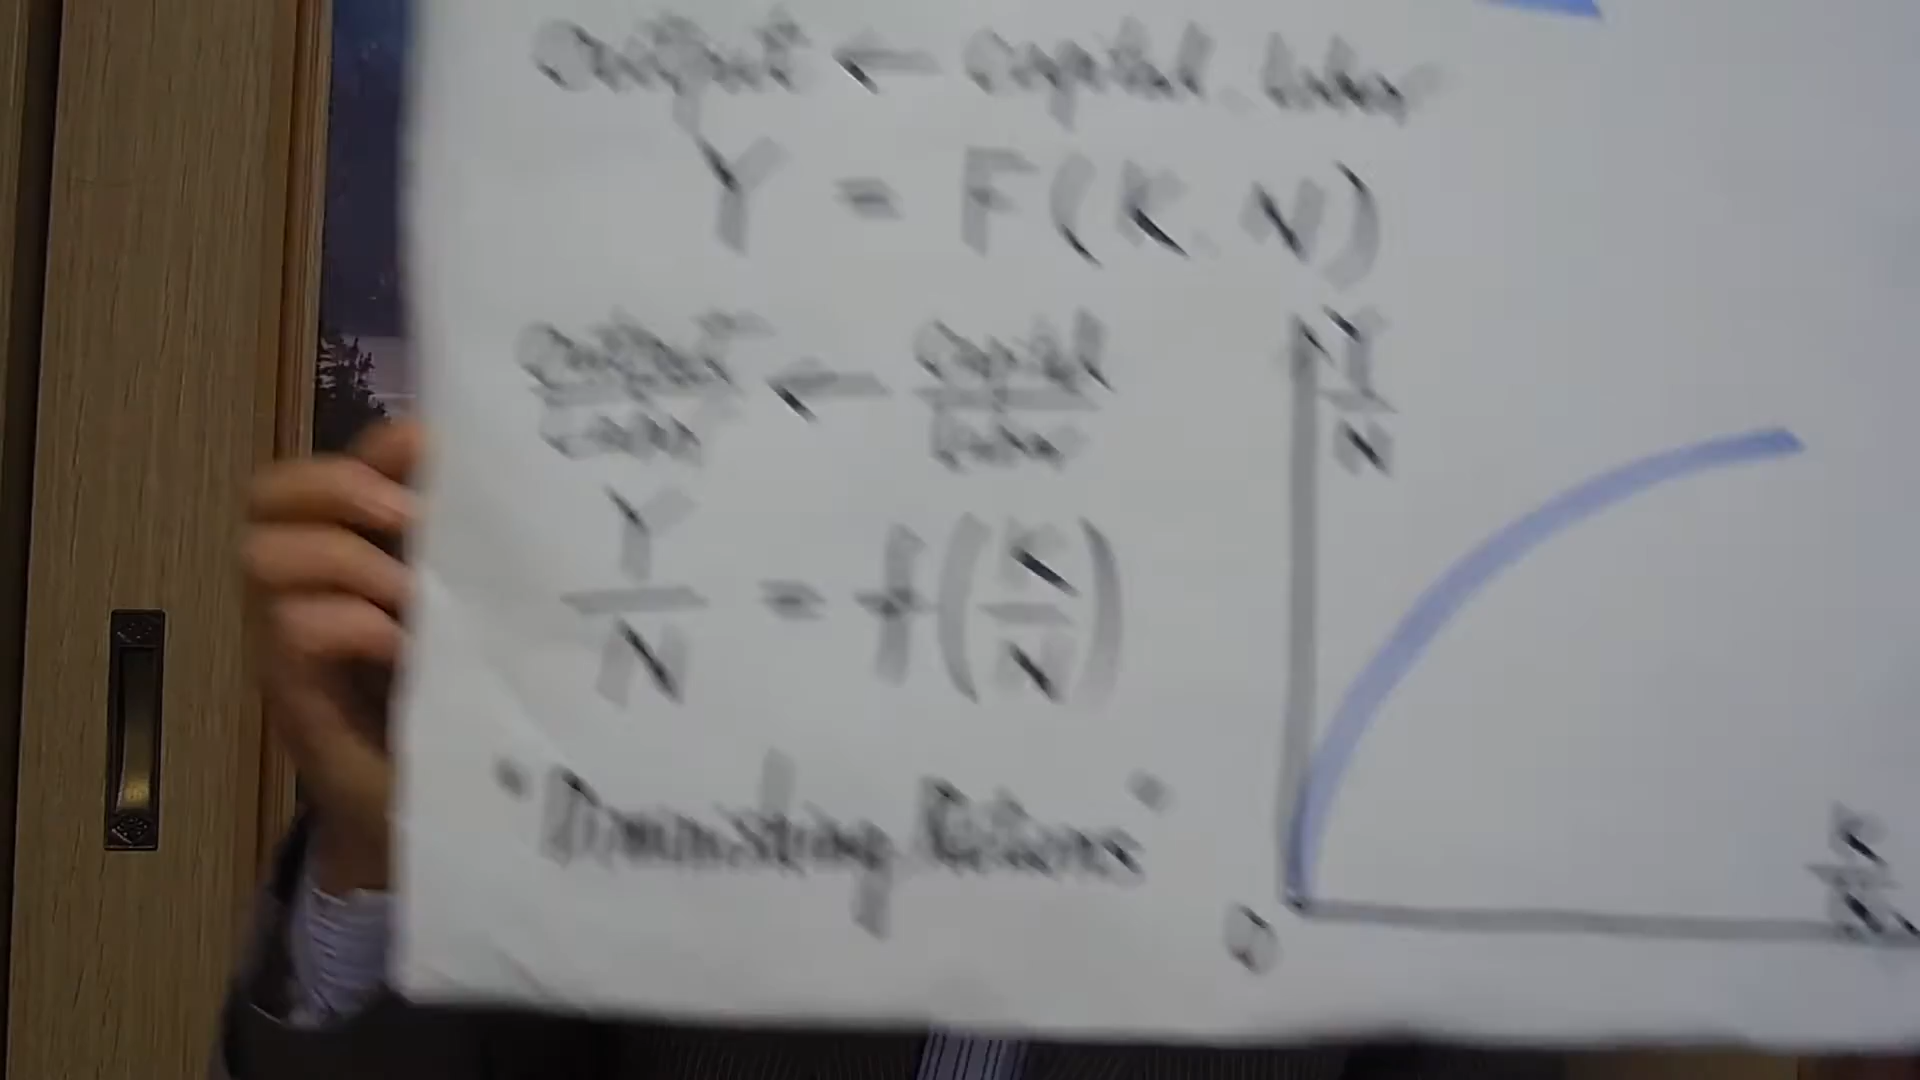 Output ← Capital, Labor
Y = F(K, N)
Output/Labor ← Capital/Labor
Y/N = f(K/N)
"Diminishing Returns"
Y/N
K/N
0